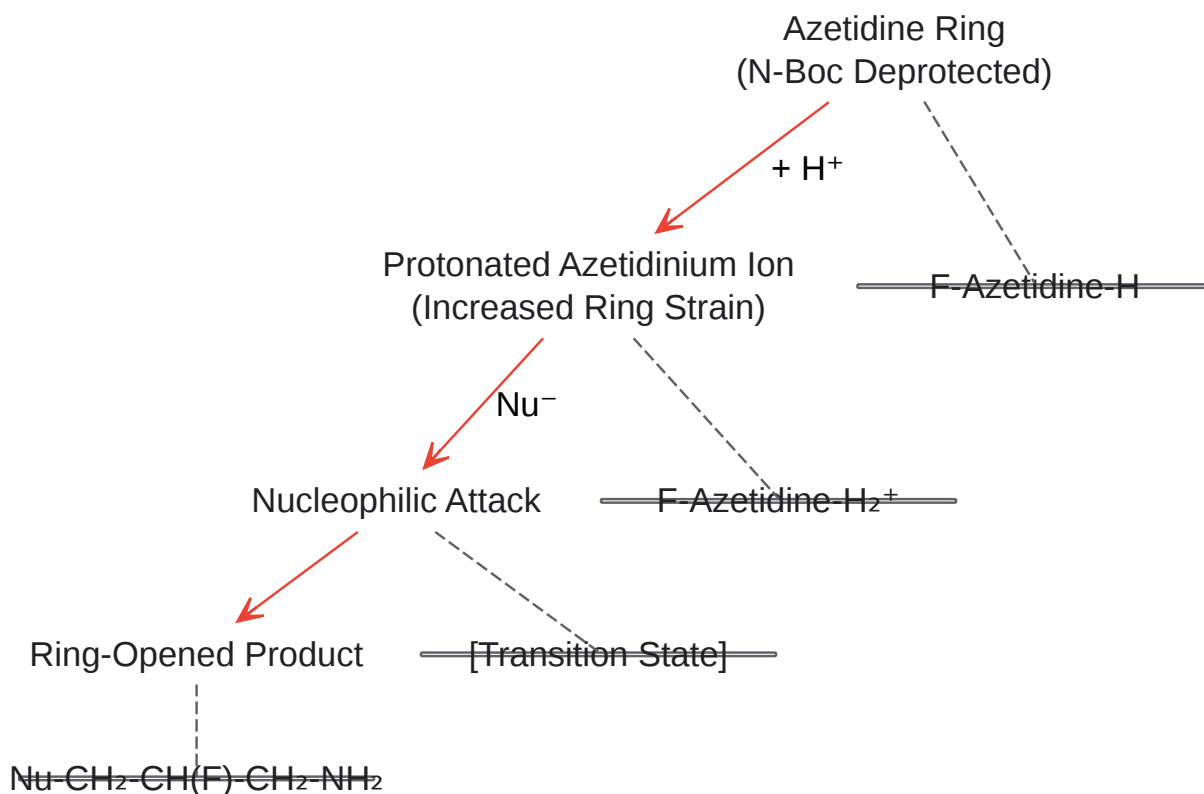 Azetidine Ring
(N-Boc Deprotected)
+ H⁺
Protonated Azetidinium Ion
(Increased Ring Strain)
F-Azetidine-H
Nu⁻
Nucleophilic Attack
F-Azetidine-H₂⁺
Ring-Opened Product
[Transition State]
Nu-CH₂-CH(F)-CH₂-NH₂